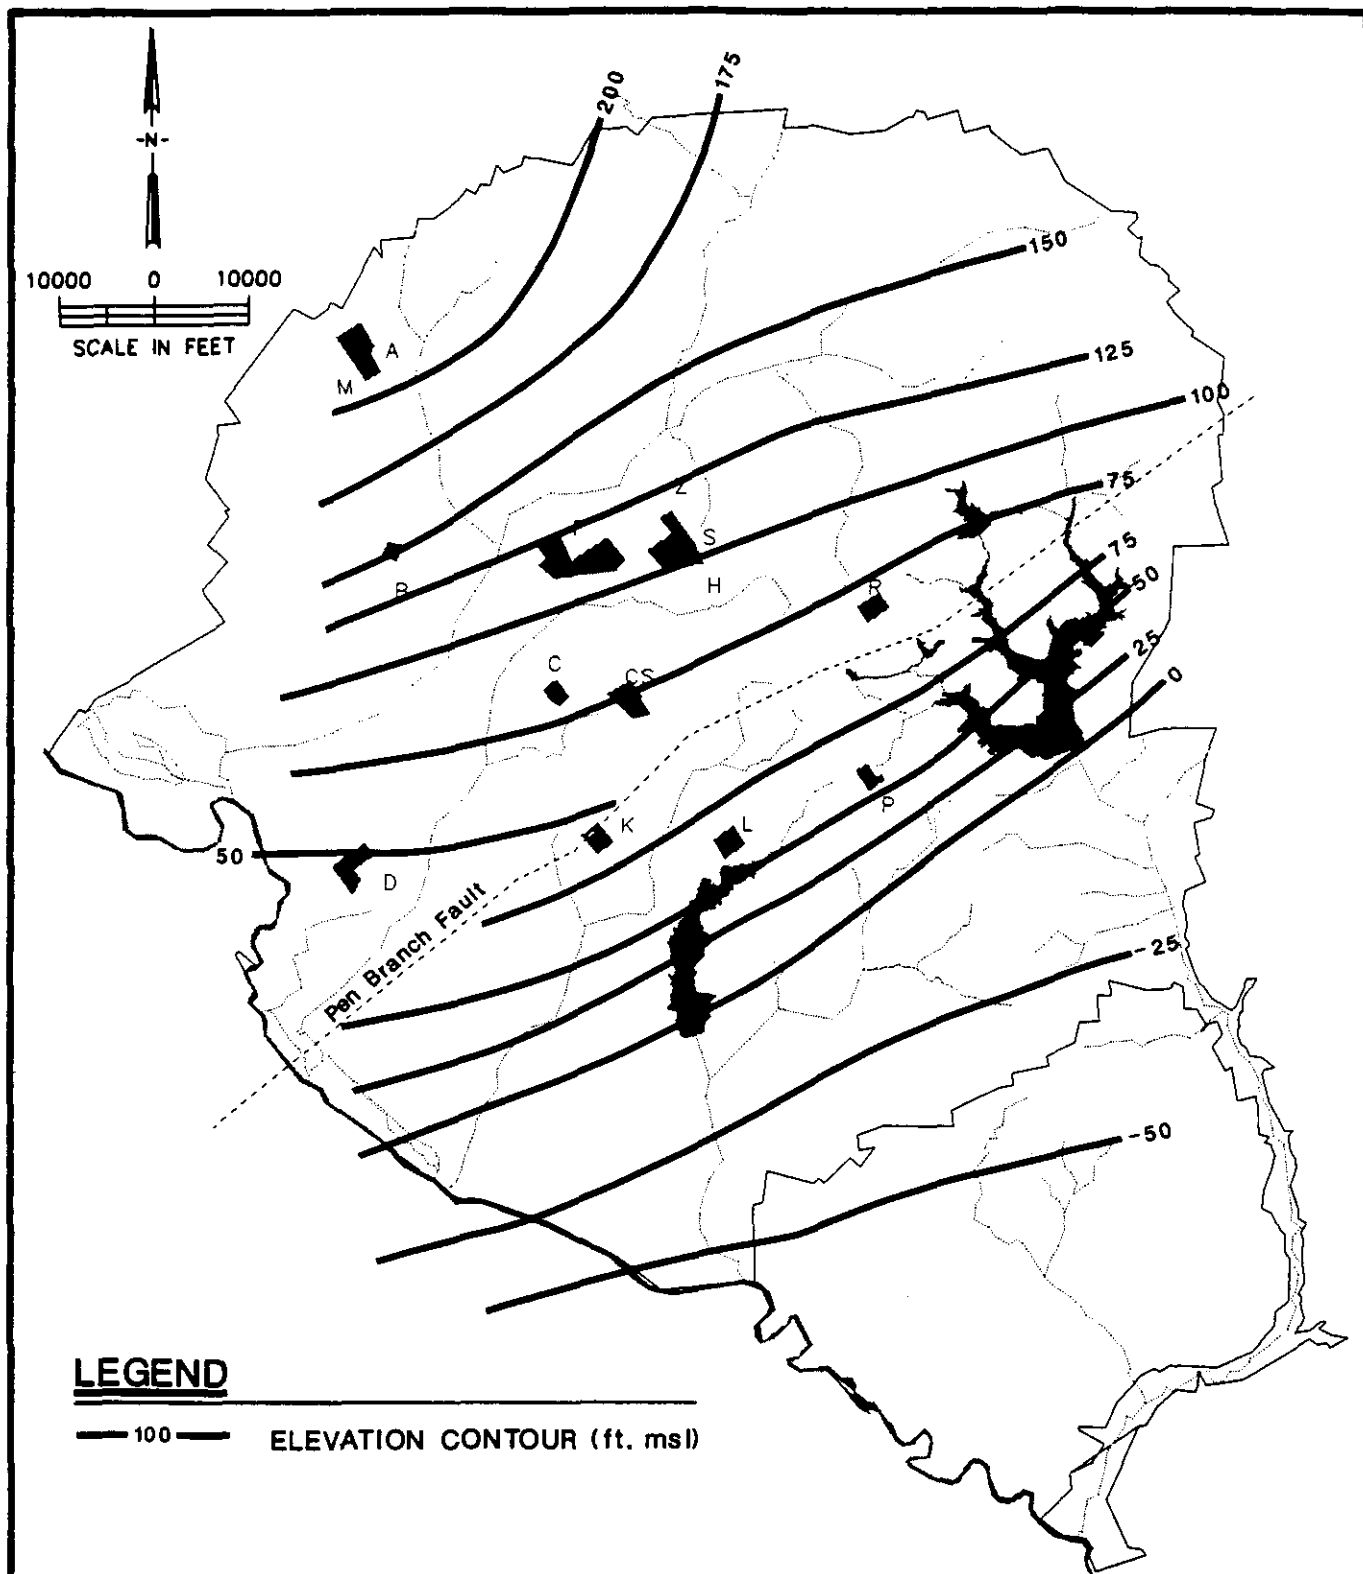 200
175
-N-
10000 0 10000
SCALE IN FEET
150
A
M
125
100
75
Z
F
S
B
H
R
75
50
25
0
C
CS
P
K
L
50
D
Pen Branch Fault
-25
-50
LEGEND
100
ELEVATION CONTOUR (ft. msl)